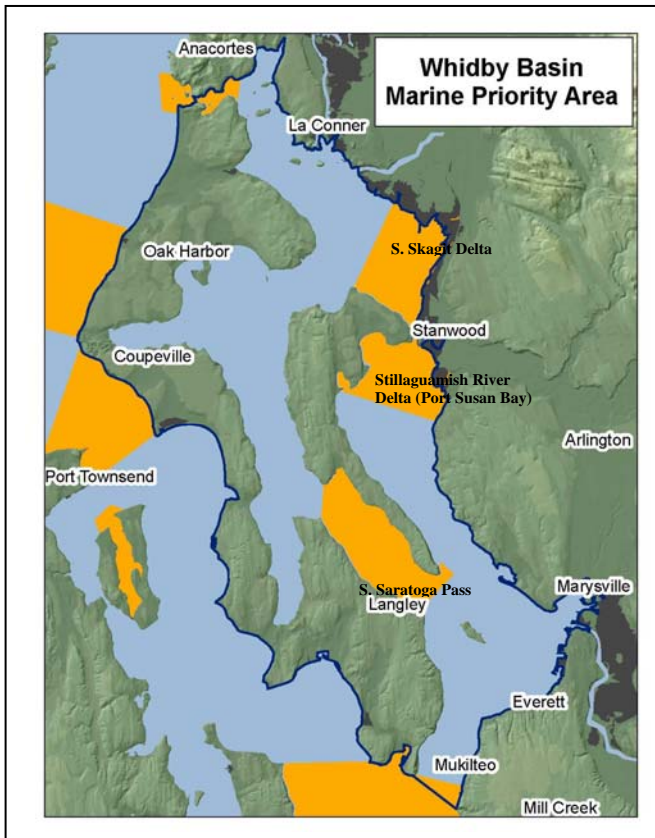 Whidby Basin
Marine Priority Area
Anacortes
La Conner
Oak Harbor
S. Skagit Delta
Stanwood
Coupeville
Stillaguamish River
Delta (Port Susan Bay)
Arlington
Port Townsend
S. Saratoga Pass
Langley
Marysville
Everett
Mukilteo
Mill Creek